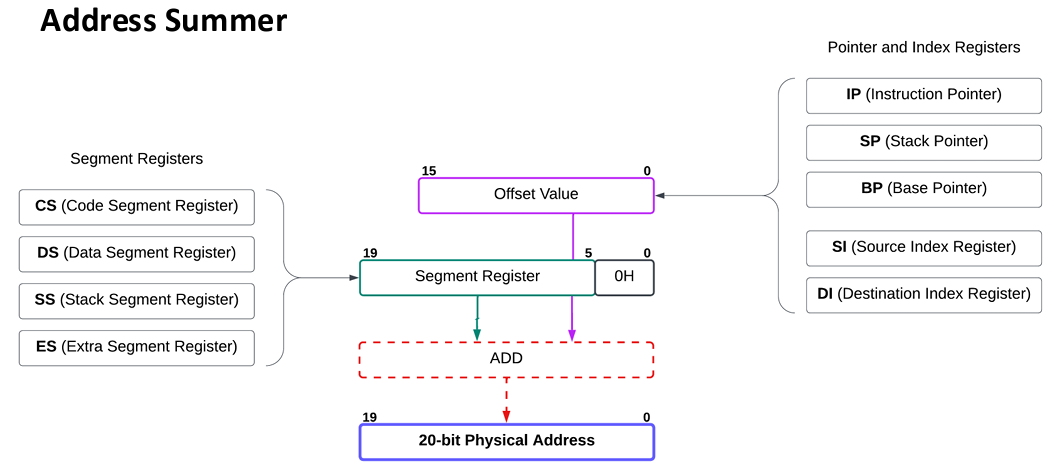 Address Summer
Pointer and Index Registers
IP (Instruction Pointer)
SP (Stack Pointer)
BP (Base Pointer)
SI (Source Index Register)
DI (Destination Index Register)
Segment Registers
CS (Code Segment Register)
DS (Data Segment Register)
SS (Stack Segment Register)
ES (Extra Segment Register)
15 0
Offset Value
19 5 0
Segment Register 0H
ADD
19 0
20-bit Physical Address